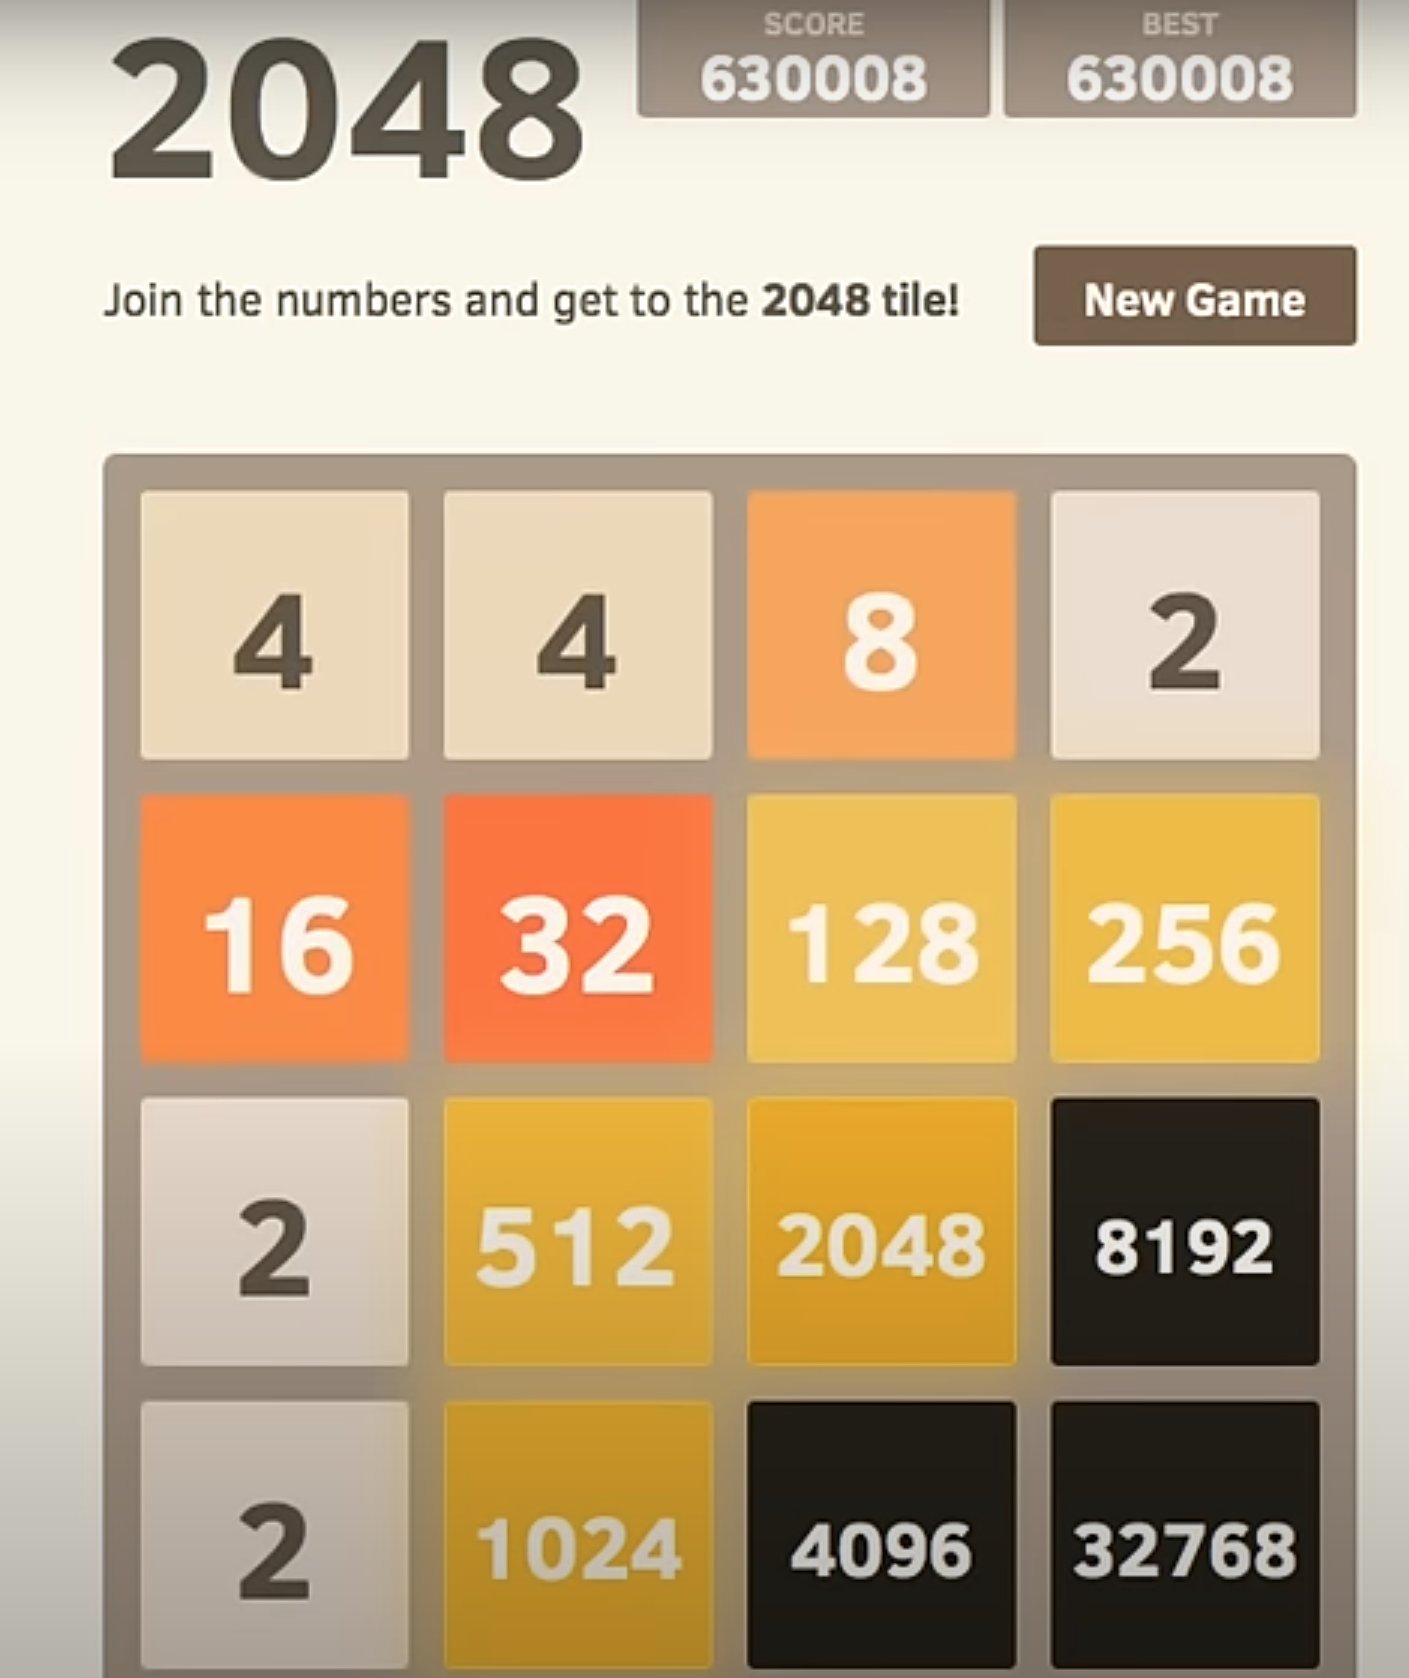 2048
SCORE
630008
BEST
630008
Join the numbers and get to the 2048 tile!
New Game
4 4 8 2
16 32 128 256
2 512 2048 8192
2 1024 4096 32768